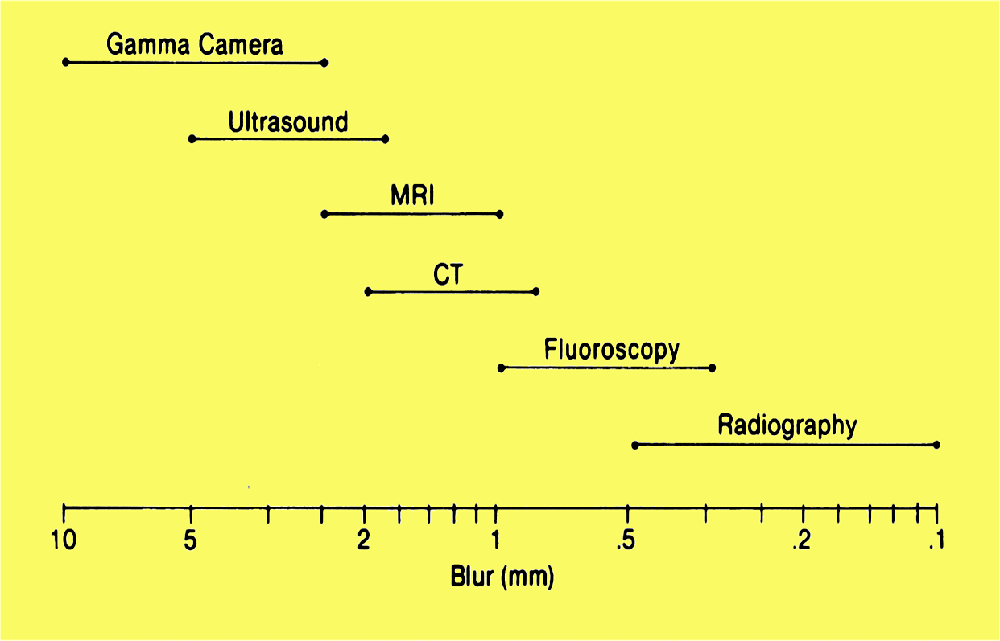 Gamma Camera
Ultrasound
MRI
CT
Fluoroscopy
Radiography
10 5 2 1 .5 .2 .1
Blur (mm)